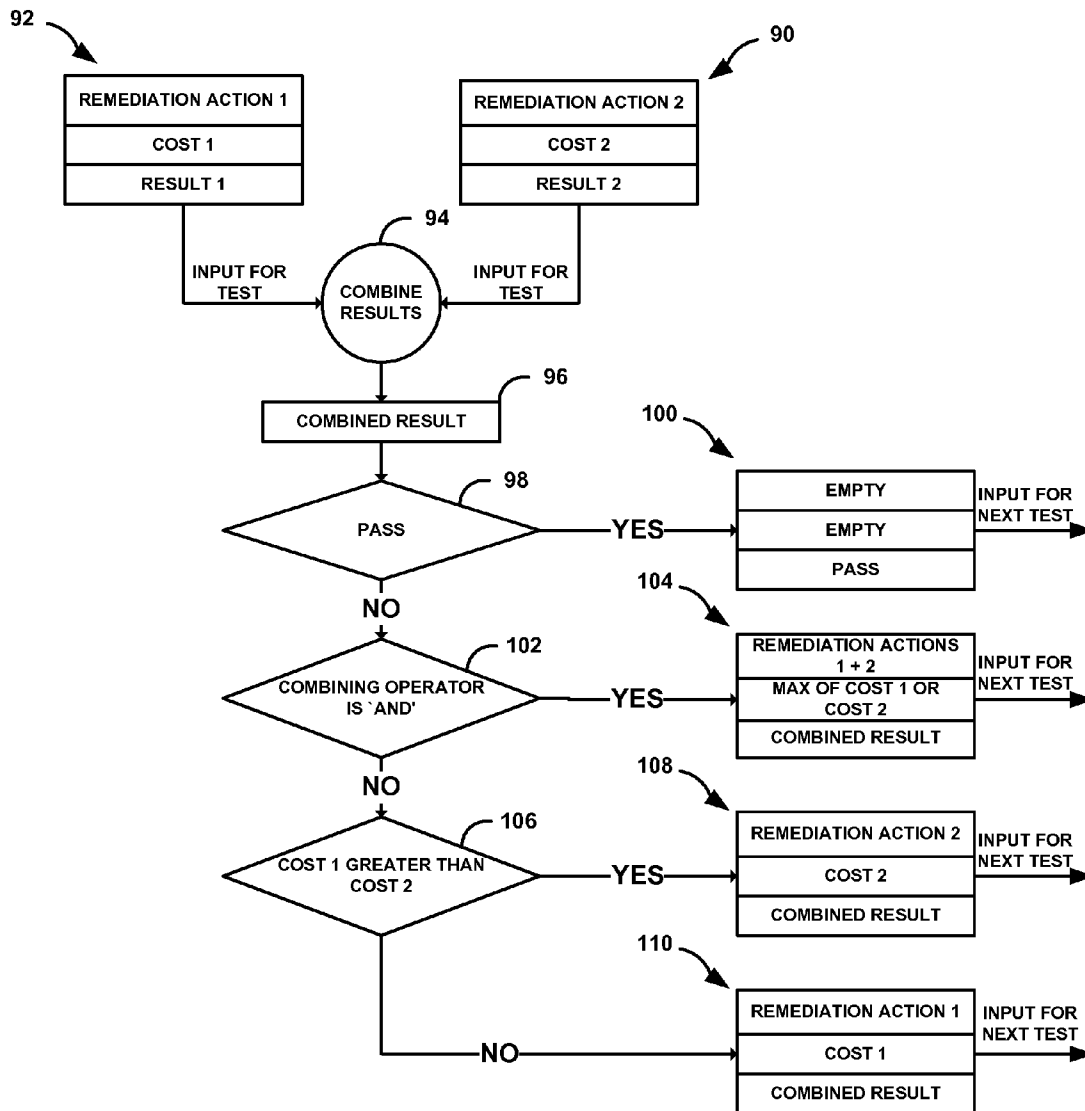 92
90
REMEDIATION ACTION 1
COST 1
RESULT 1
REMEDIATION ACTION 2
COST 2
RESULT 2
94
INPUT FOR
TEST
COMBINE
RESULTS
INPUT FOR
TEST
96
COMBINED RESULT
98
PASS
YES
100
EMPTY
EMPTY
PASS
INPUT FOR
NEXT TEST
NO
102
COMBINING OPERATOR
IS `AND'
YES
104
REMEDIATION ACTIONS
1 + 2
MAX OF COST 1 OR
COST 2
COMBINED RESULT
INPUT FOR
NEXT TEST
NO
106
COST 1 GREATER THAN
COST 2
YES
108
REMEDIATION ACTION 2
COST 2
COMBINED RESULT
INPUT FOR
NEXT TEST
NO
110
REMEDIATION ACTION 1
COST 1
COMBINED RESULT
INPUT FOR
NEXT TEST